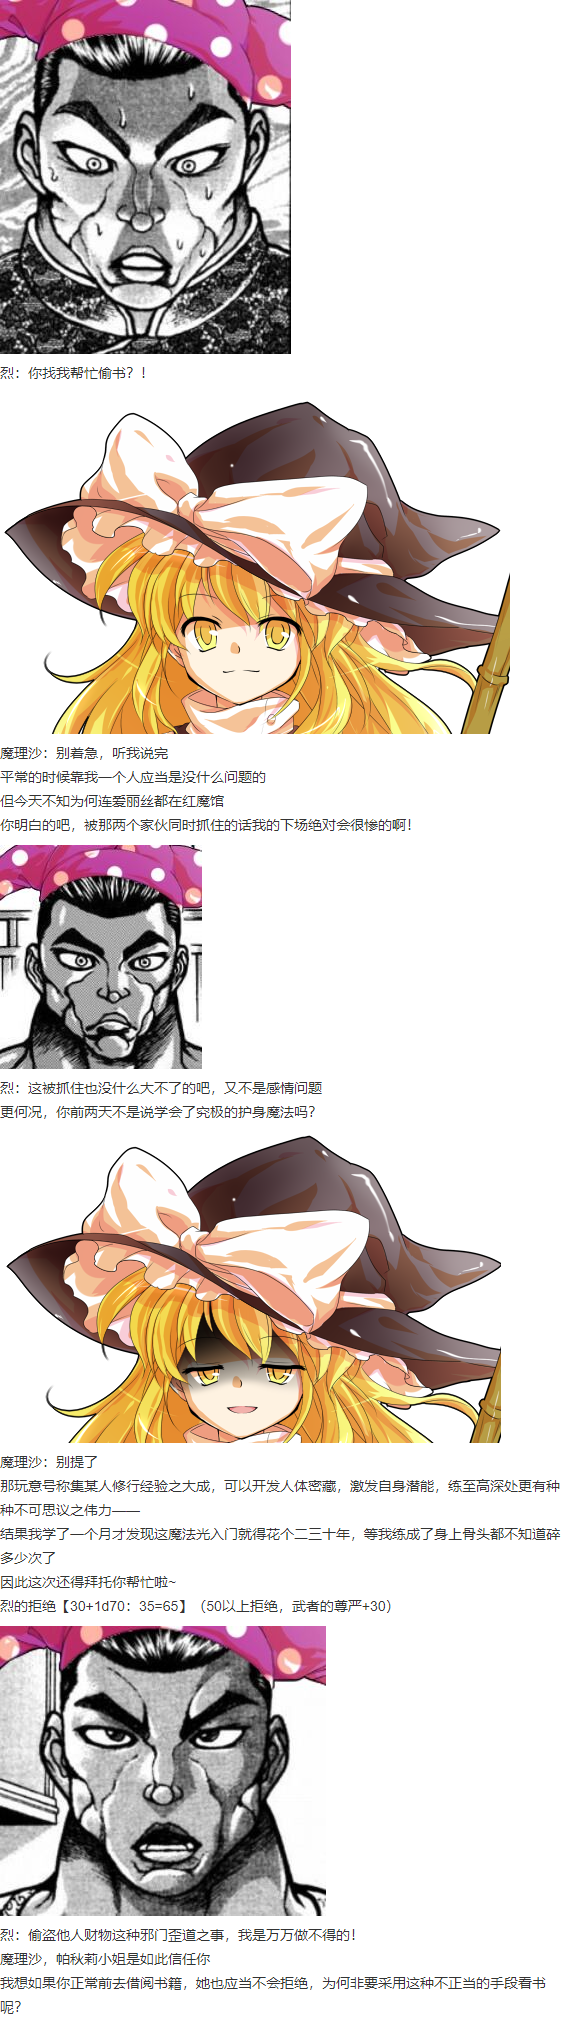 烈：你找我帮忙偷书？！
魔理沙：别着急，听我说完
平常的时候靠我一个人应当是没什么问题的
但今天不知为何连爱丽丝都在红魔馆
你明白的吧，被那两个家伙同时抓住的话我的下场绝对会很惨的啊！
烈：这被抓住也没什么大不了的吧，又不是感情问题
更何况，你前两天不是说学会了究极的护身魔法吗？
魔理沙：别提了
那玩意号称集某人修行经验之大成，可以开发人体密藏，激发自身潜能，练至高深处更有种
种不可思议之伟力——
结果我学了一个月才发现这魔法光入门就得花个二三十年，等我练成了身上骨头都不知道碎
多少次了
因此这次还得拜托你帮忙啦~
烈的拒绝【30+1d70：35=65】（50以上拒绝，武者的尊严+30）
烈：偷盗他人财物这种邪门歪道之事，我是万万做不得的！
魔理沙，帕秋莉小姐是如此信任你
我想如果你正常前去借阅书籍，她也应当不会拒绝，为何非要采用这种不正当的手段看书
呢？